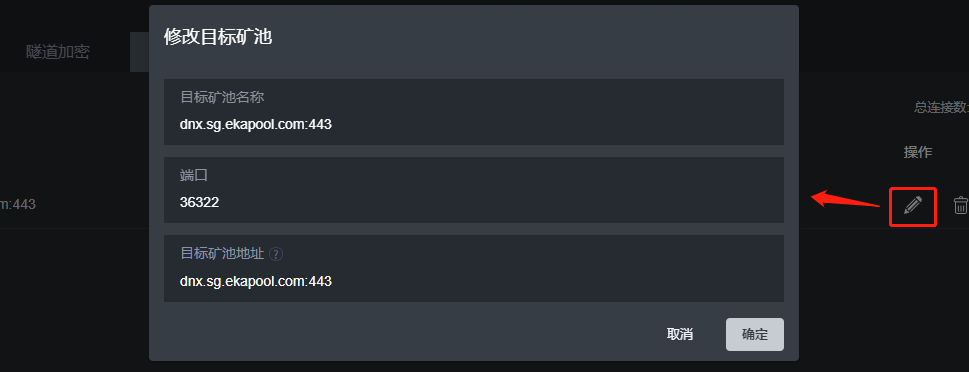 修改目标矿池
隧道加密
目标矿池名称
dnx.sg.ekapool.com:443
总连接数:
操作
端口
36322
m:443
目标矿池地址 ?
dnx.sg.ekapool.com:443
取消
确定